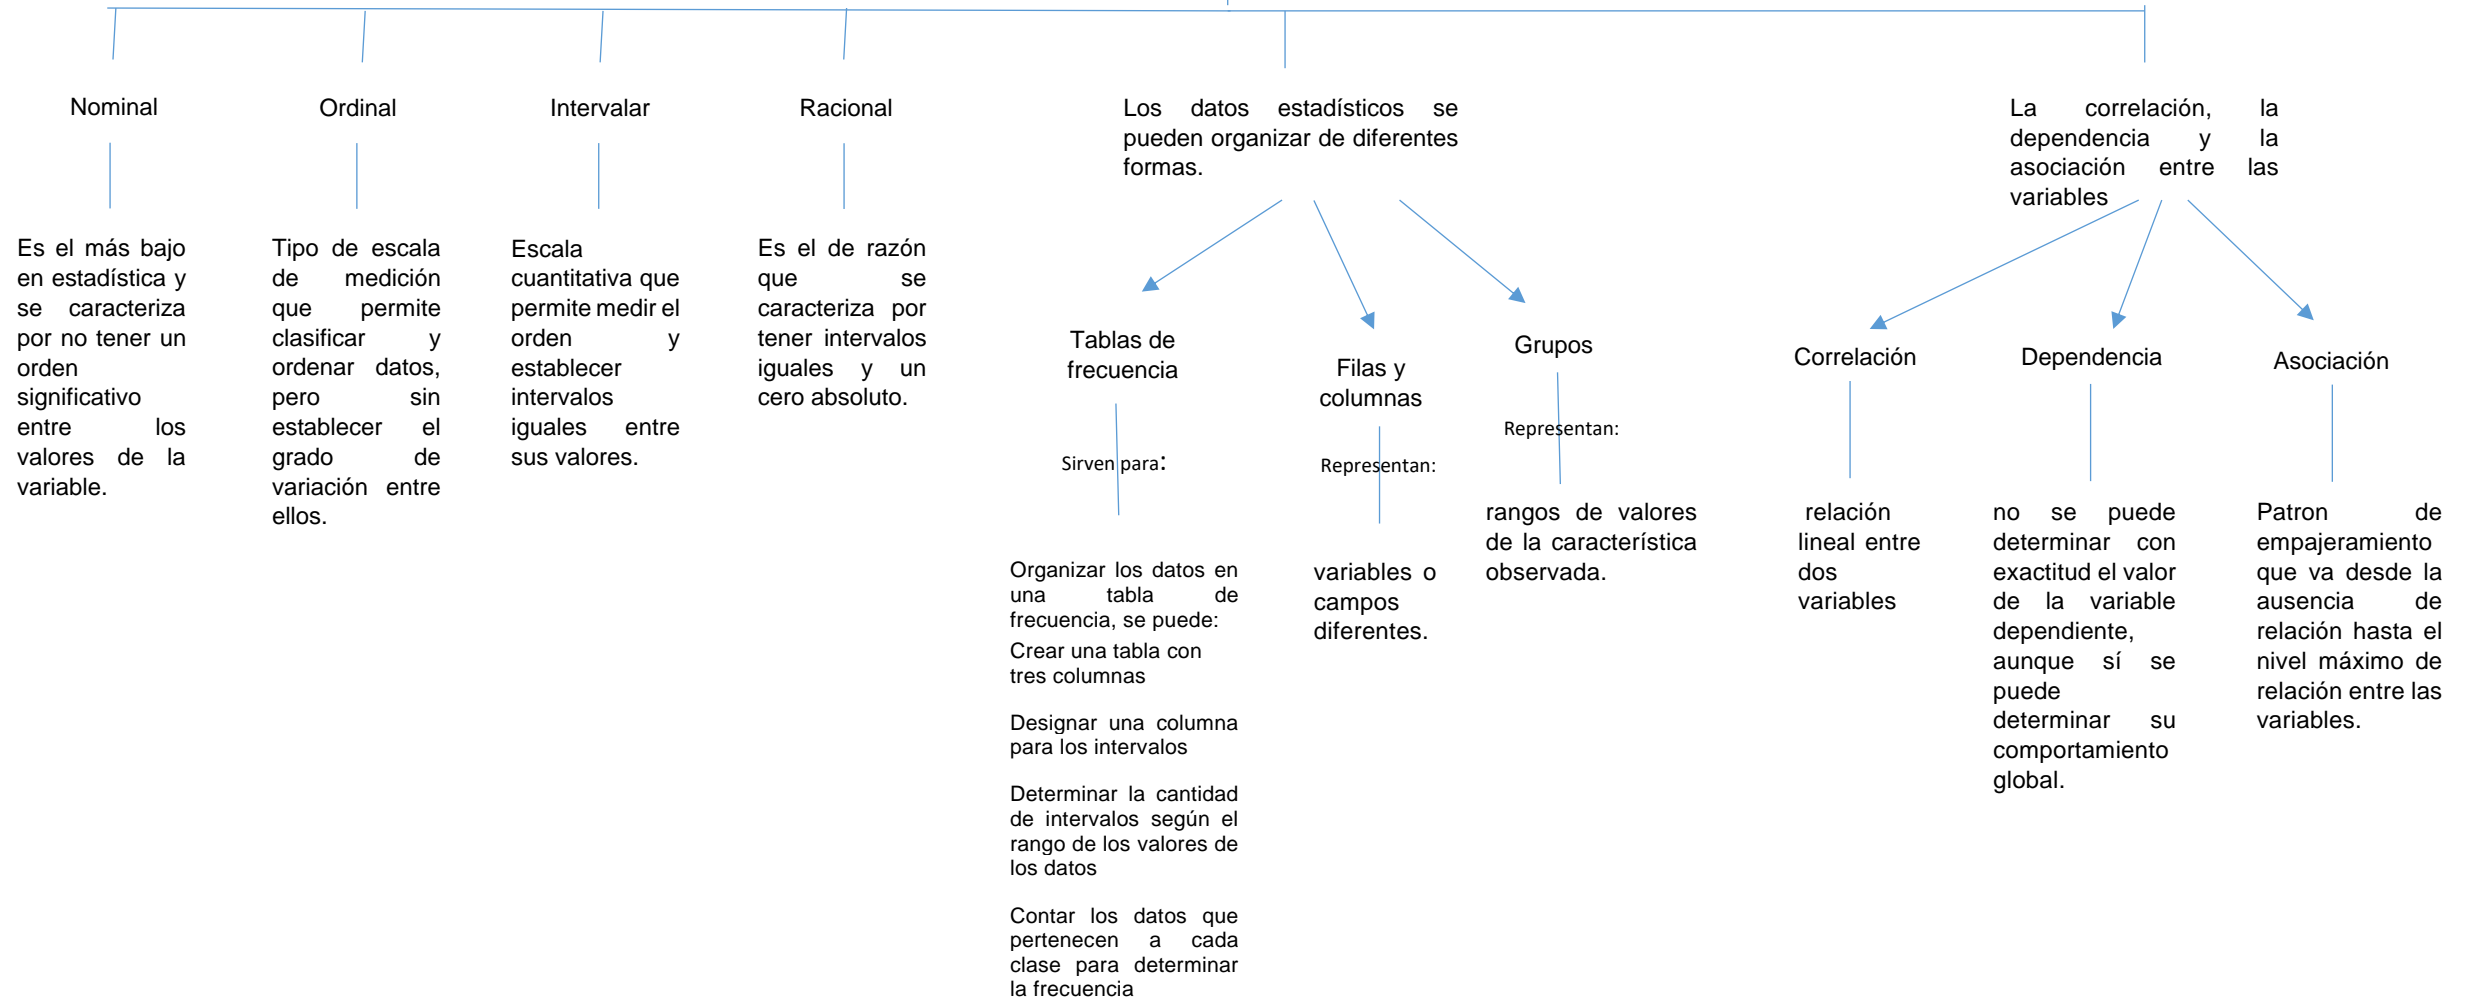 Nominal
Es el más bajo
en estadística y
se caracteriza
por no tener un
orden
significativo
entre los
valores de la
variable.
Ordinal
Tipo de escala
de medición
que permite
clasificar y
ordenar datos,
pero sin
establecer el
grado de
variación entre
ellos.
Intervalar
Escala
cuantitativa que
permite medir el
orden y
establecer
intervalos
iguales entre
sus valores.
Racional
Es el de razón
que se
caracteriza por
tener intervalos
iguales y un
cero absoluto.
Los datos estadísticos se
pueden organizar de diferentes
formas.
Tablas de
frecuencia
Sirven para:
Organizar los datos en
una tabla de
frecuencia, se puede:
Crear una tabla con
tres columnas
Designar una columna
para los intervalos
Determinar la cantidad
de intervalos según el
rango de los valores de
los datos
Contar los datos que
pertenecen a cada
clase para determinar
la frecuencia
Filas y
columnas
Representan:
variables o
campos
diferentes.
Grupos
Representan:
rangos de valores
de la característica
observada.
La correlación, la
dependencia y la
asociación entre las
variables
Correlación
relación
lineal entre
dos
variables
Dependencia
no se puede
determinar con
exactitud el valor
de la variable
dependiente,
aunque sí se
puede
determinar su
comportamiento
global.
Asociación
Patron de
empajeramiento
que va desde la
ausencia de
relación hasta el
nivel máximo de
relación entre las
variables.